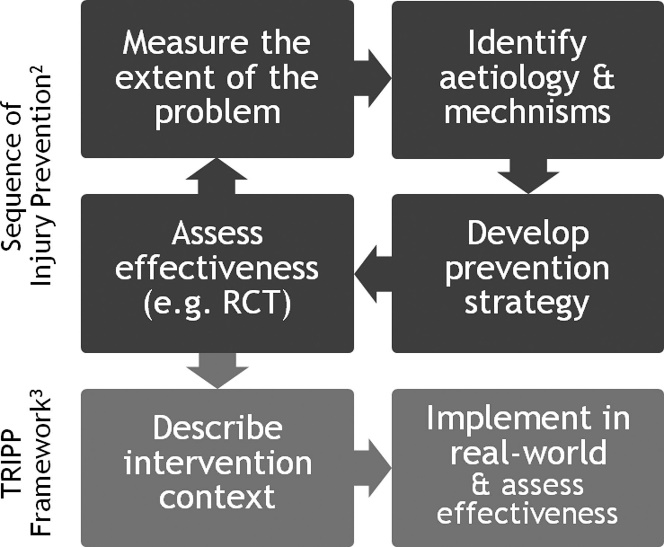 Sequence of
Injury Prevention²
Measure the
extent of the
problem
Identify
aetiology &
mechnisms
Assess
effectiveness
(e.g. RCT)
Develop
prevention
strategy
TRIPP
Framework³
Describe
intervention
context
Implement in
real-world
& assess
effectiveness